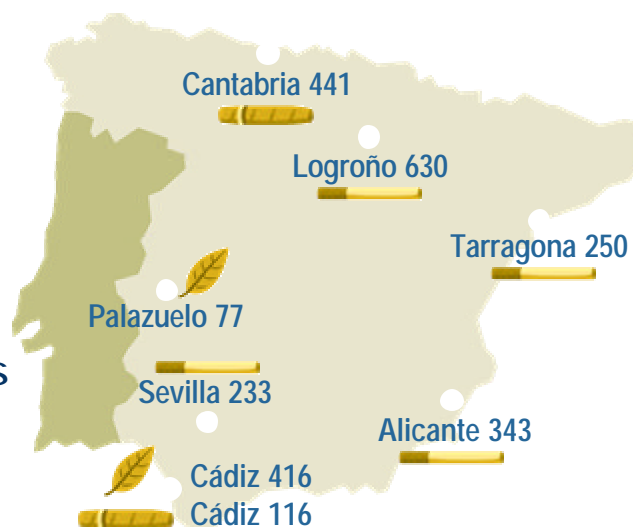 Cantabria 441
Logroño 630
Tarragona 250
Palazuelo 77
s
Sevilla 233
Alicante 343
Cádiz 416
Cádiz 116